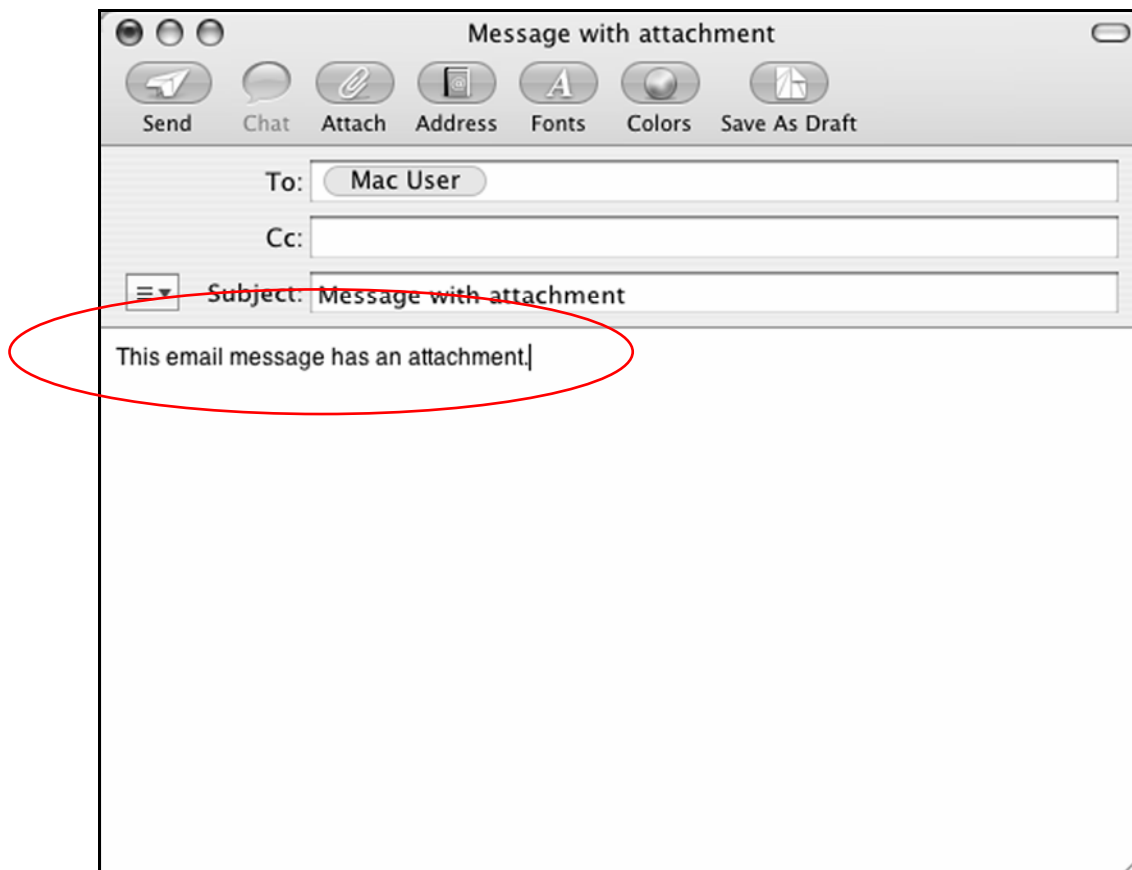 Message with attachment
Send Chat Attach Address Fonts Colors Save As Draft
To: Mac User
Cc:
Subject: Message with attachment
This email message has an attachment.